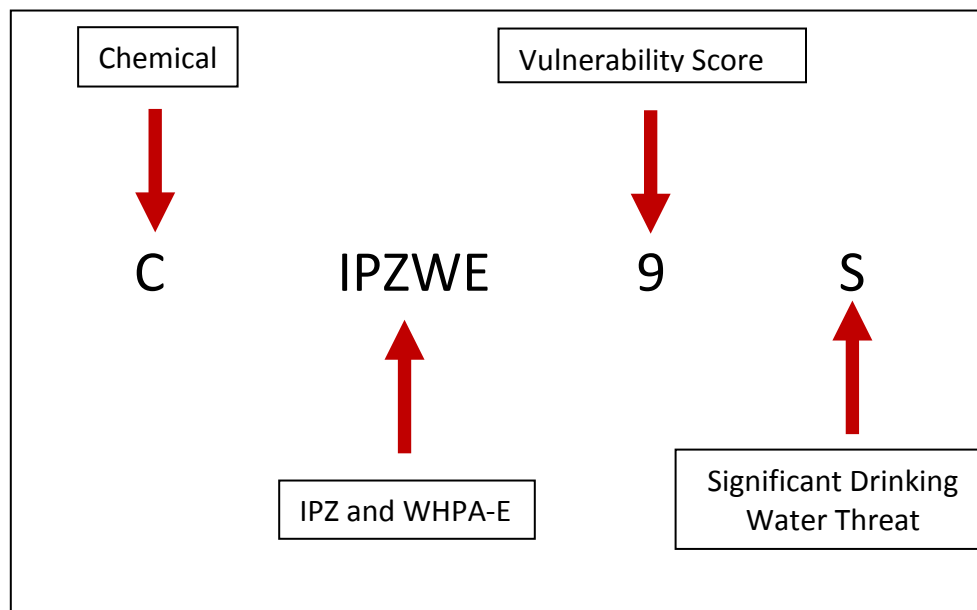 Chemical
Vulnerability Score
C IPZWE 9 S
IPZ and WHPA-E
Significant Drinking
Water Threat